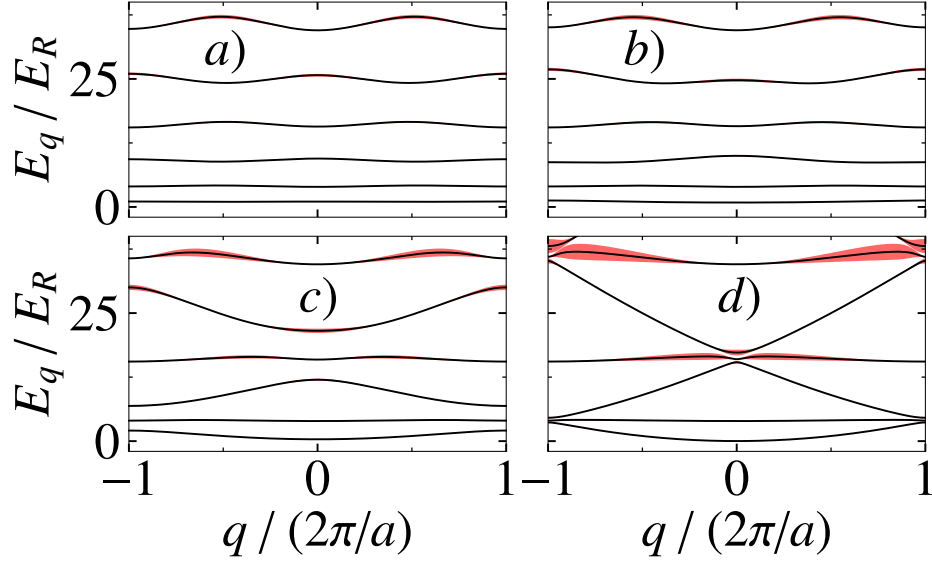 a)
b)
25
0
E_q / E_R
c)
d)
25
0
E_q / E_R
−1 0 1 −1 0 1
q / (2π/a) q / (2π/a)